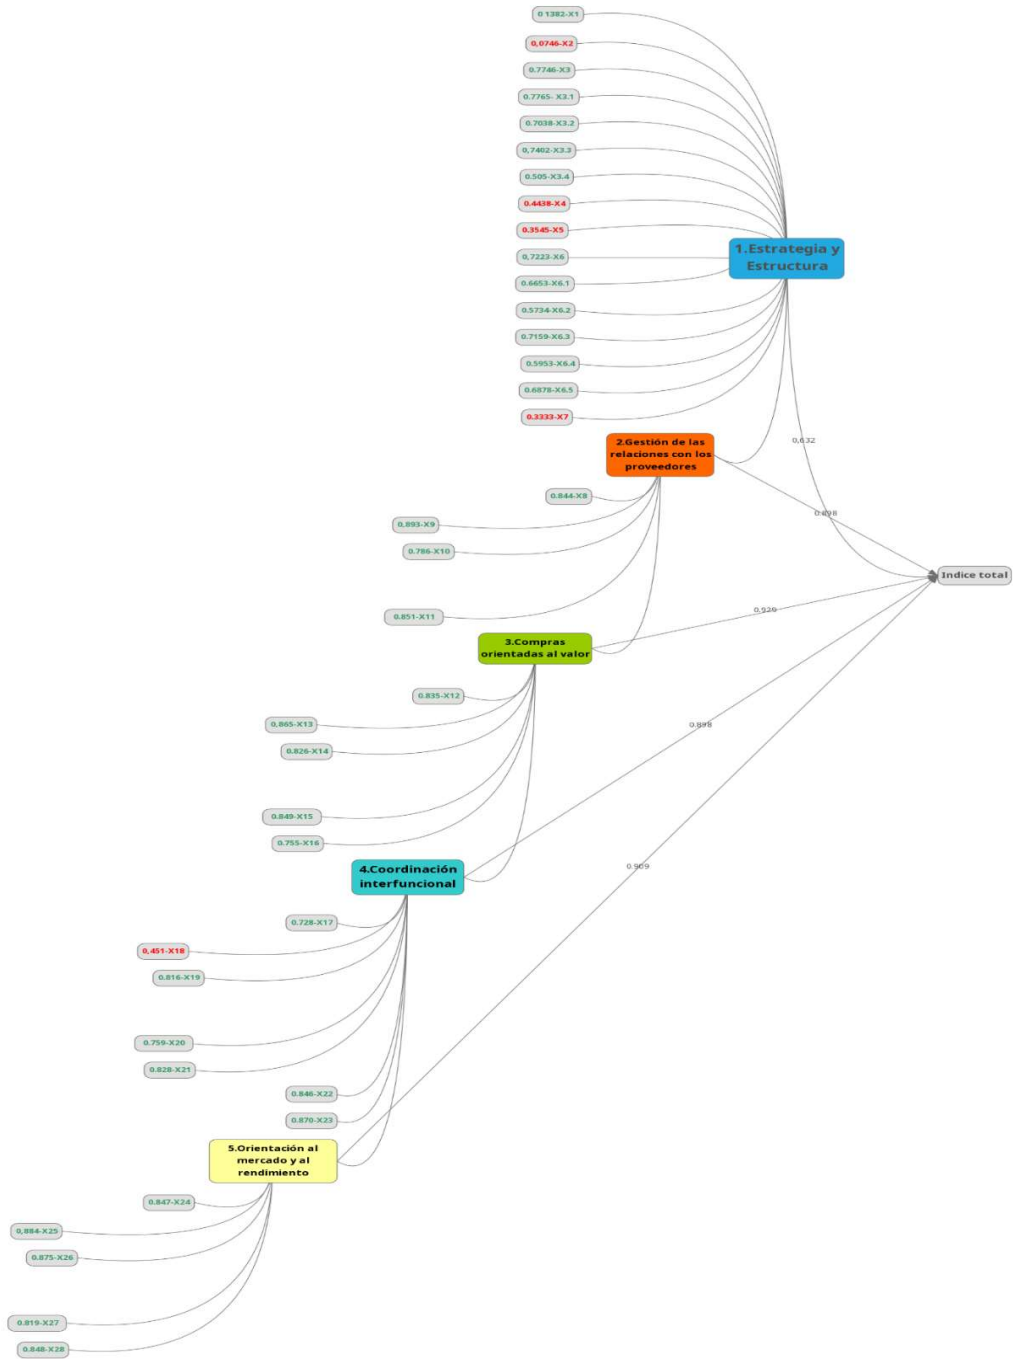 0 1382-X1
0,0746-X2
0.7746-X3
0.7765- X3.1
0.7038-X3.2
0,7402-X3.3
0.505-X3.4
0.4438-X4
0.3545-X5
0,7223-X6
0.6653-X6.1
0.5734-X6.2
0.7159-X6.3
0.5953-X6.4
0.6878-X6.5
0.3333-X7
1.Estrategia y
Estructura
0,632
2.Gestión de las
relaciones con los
proveedores
0.898
0.844-X8
0,893-X9
0.786-X10
0.851-X11
Indice total
3.Compras
orientadas al valor
0.929
0.835-X12
0,865-X13
0.826-X14
0.849-X15
0.755-X16
0.898
4.Coordinación
interfuncional
0.909
0.728-X17
0,451-X18
0.816-X19
0.759-X20
0.828-X21
0.846-X22
0.870-X23
5.Orientación al
mercado y al
rendimiento
0.847-X24
0,884-X25
0.875-X26
0.819-X27
0.848-X28